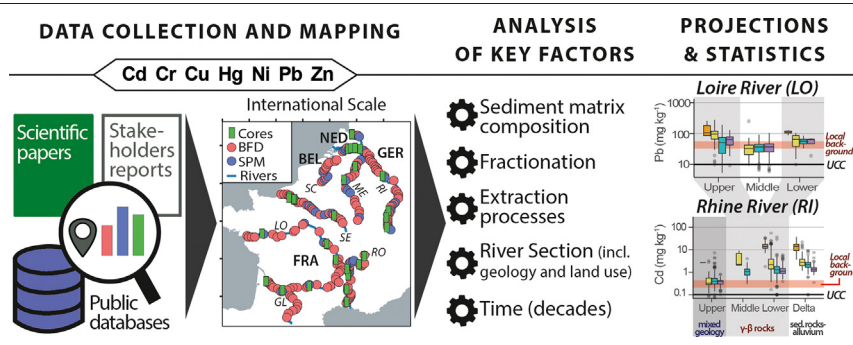 DATA COLLECTION AND MAPPING
Cd Cr Cu Hg Ni Pb Zn
Scientific
papers
Stake-
holders
reports
Public
databases
International Scale
Cores
BFD
SPM
Rivers
NED
BEL
GER
SC
ME
RI
SE
LO
FRA
RO
GL
ANALYSIS
OF KEY FACTORS
Sediment matrix
composition
Fractionation
Extraction
processes
River Section (incl.
geology and land use)
Time (decades)
PROJECTIONS
& STATISTICS
Loire River (LO)
Pb (mg kg⁻¹)
1000
100
10
Local
back-
ground
UCC
Upper Middle Lower
Rhine River (RI)
Cd (mg kg⁻¹)
100
10
1
0.1
Local
back-
ground
UCC
Upper Middle Lower Delta
mixed
geology
γ-β rocks
sed. rocks-
alluvium